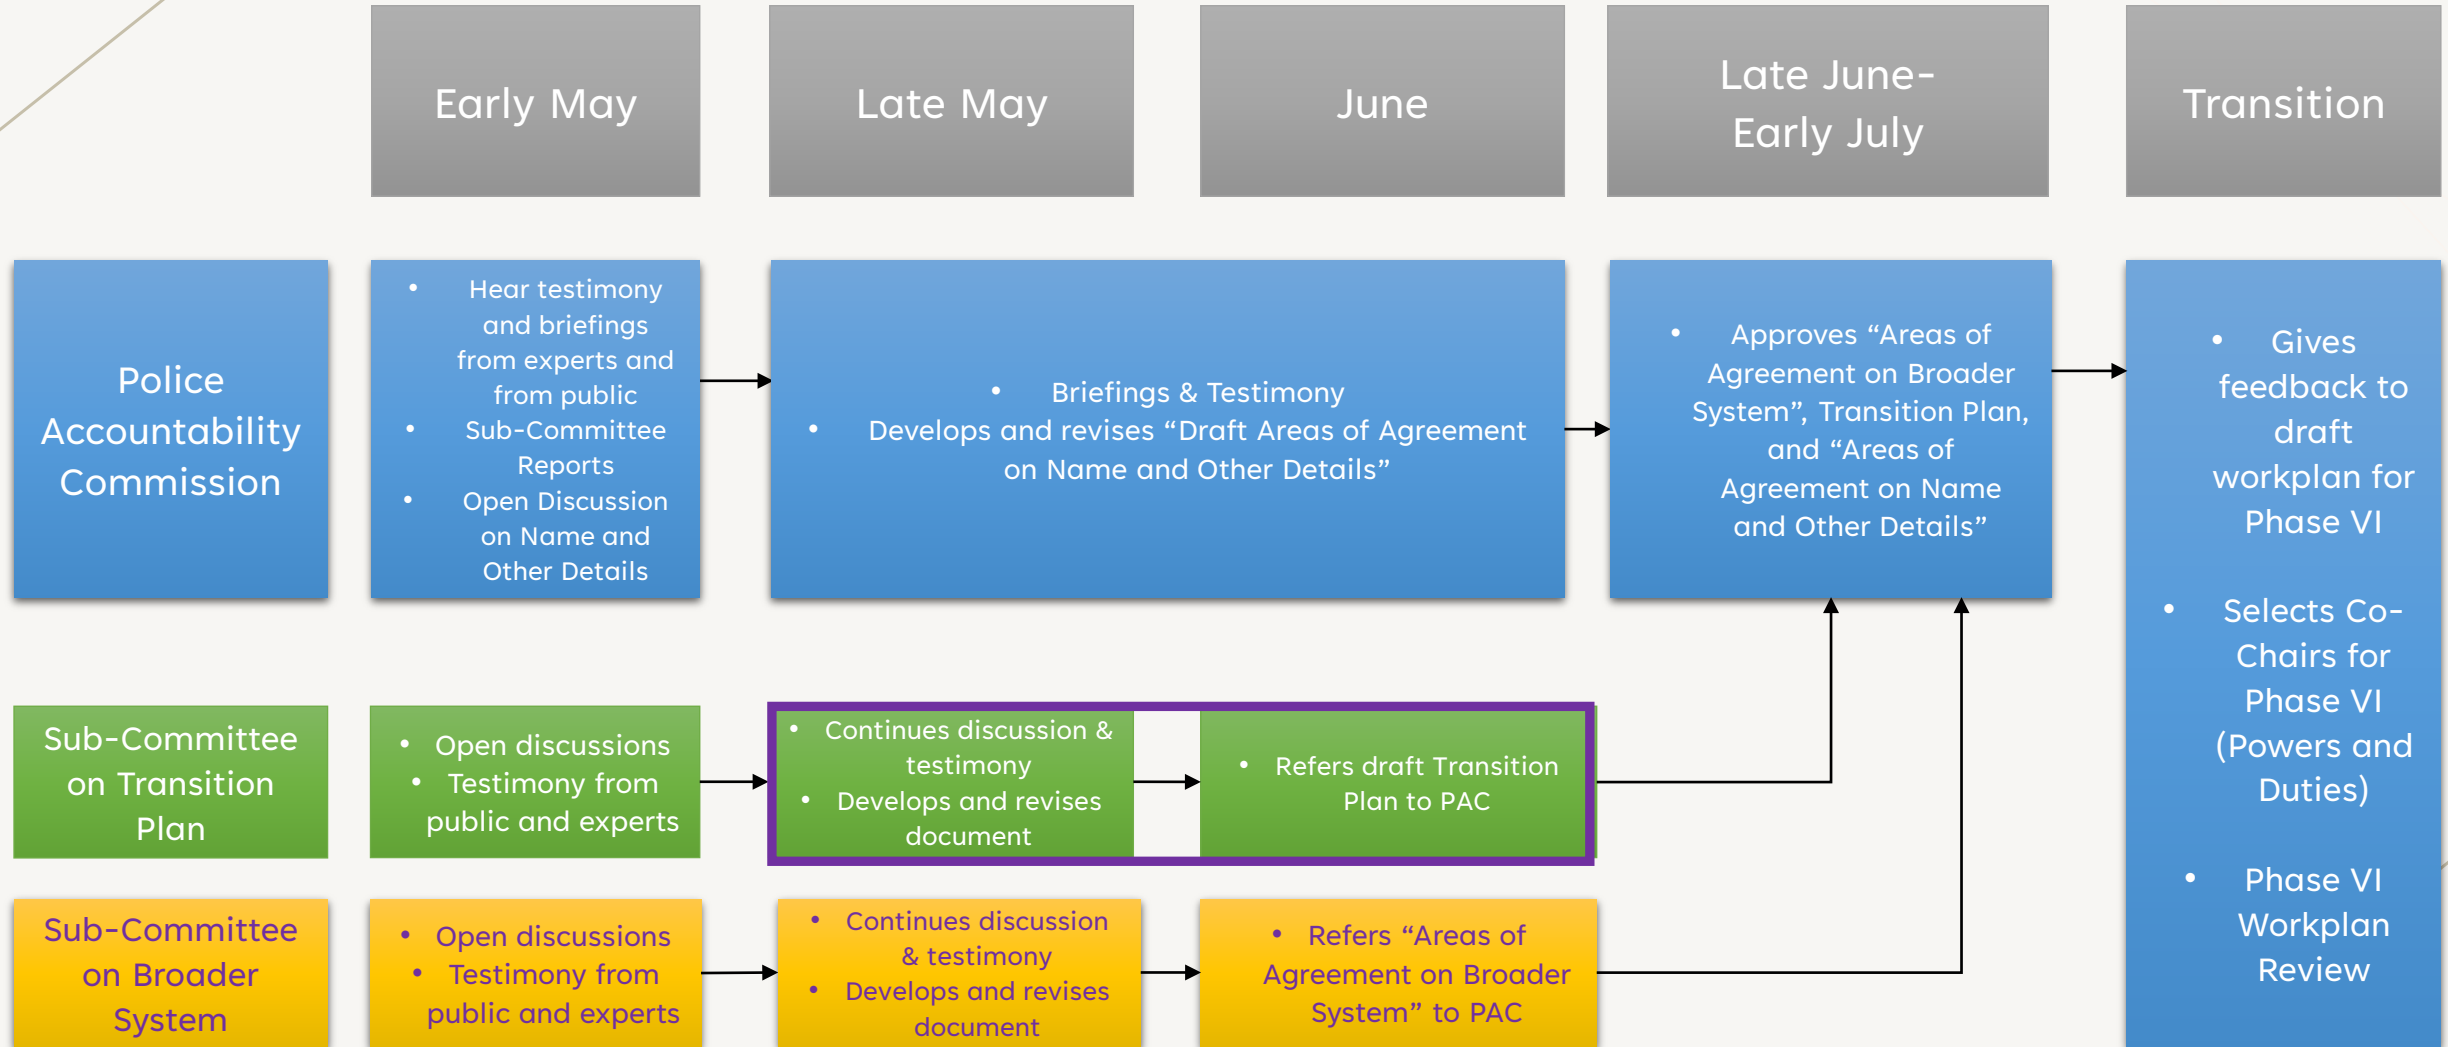 Early May
Late May
June
Late June-
Early July
Transition
Police
Accountability
Commission
• Hear testimony
and briefings
from experts and
from public
• Sub-Committee
Reports
• Open Discussion
on Name and
Other Details
• Briefings & Testimony
• Develops and revises “Draft Areas of Agreement
on Name and Other Details”
• Approves “Areas of
Agreement on Broader
System”, Transition Plan,
and “Areas of
Agreement on Name
and Other Details”
• Gives
feedback to
draft
workplan for
Phase VI
• Selects Co-
Chairs for
Phase VI
(Powers and
Duties)
• Phase VI
Workplan
Review
Sub-Committee
on Transition
Plan
• Open discussions
• Testimony from
public and experts
• Continues discussion &
testimony
• Develops and revises
document
• Refers draft Transition
Plan to PAC
Sub-Committee
on Broader
System
• Open discussions
• Testimony from
public and experts
• Continues discussion
& testimony
• Develops and revises
document
• Refers “Areas of
Agreement on Broader
System” to PAC